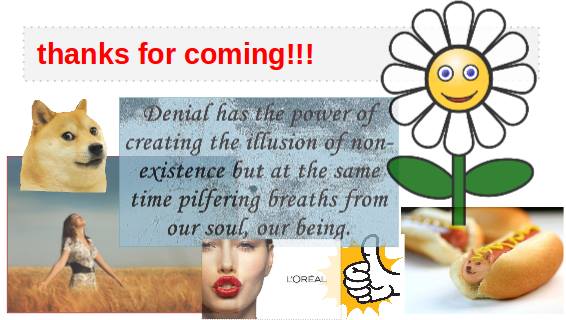 thanks for coming!!!
Denial has the power of
creating the illusion of non-
existence but at the same
time pilfering breaths from
our soul, our being.
L'ORÉAL